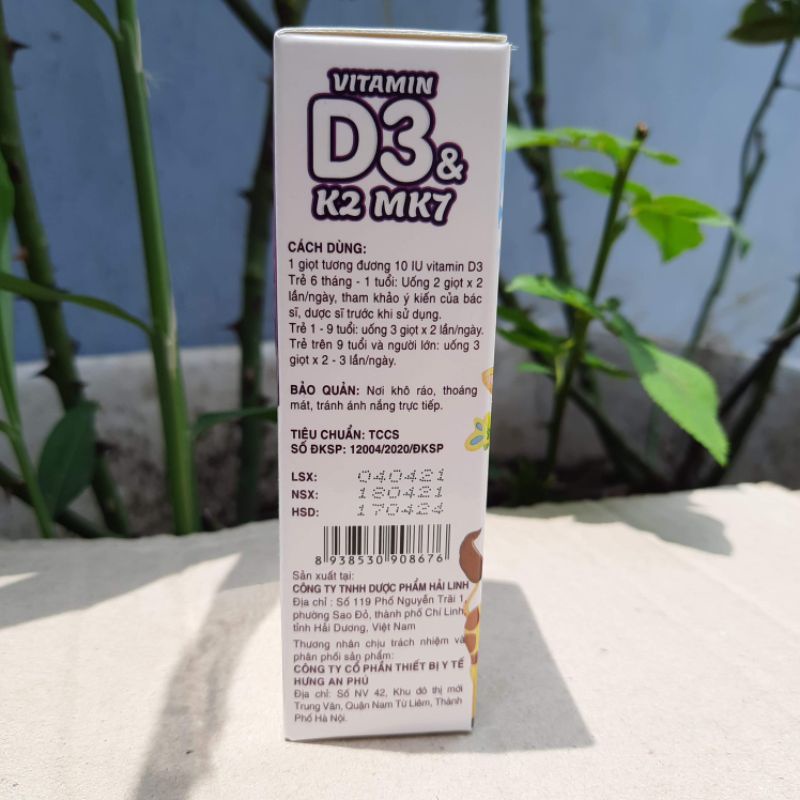 VITAMIN
D3 &
K2 MK7
CÁCH DÙNG:
1 giọt tương đương 10 IU vitamin D3
Trẻ 6 tháng - 1 tuổi: Uống 2 giọt x 2
lần/ngày, tham khảo ý kiến của bác
sĩ, dược sĩ trước khi sử dụng.
Trẻ 1 - 9 tuổi: uống 3 giọt x 2 lần/ngày.
Trẻ trên 9 tuổi và người lớn: uống 3
giọt x 2 - 3 lần/ngày.
BẢO QUẢN: Nơi khô ráo, thoáng
mát, tránh ánh nắng trực tiếp.
TIÊU CHUẨN: TCCS
SỐ ĐKSP: 12004/2020/ĐKSP
LSX: 040421
NSX: 180421
HSD: 170424
8 938530 908676
Sản xuất tại:
CÔNG TY TNHH DƯỢC PHẨM HẢI LINH
Địa chỉ : Số 119 Phố Nguyễn Trãi 1,
phường Sao Đỏ, thành phố Chí Linh,
tỉnh Hải Dương, Việt Nam
Thương nhân chịu trách nhiệm và
phân phối sản phẩm:
CÔNG TY CỔ PHẦN THIẾT BỊ Y TẾ
HƯNG AN PHÚ
Địa chỉ: Số NV 42, Khu đô thị mới
Trung Văn, Quận Nam Từ Liêm, Thành
Phố Hà Nội.